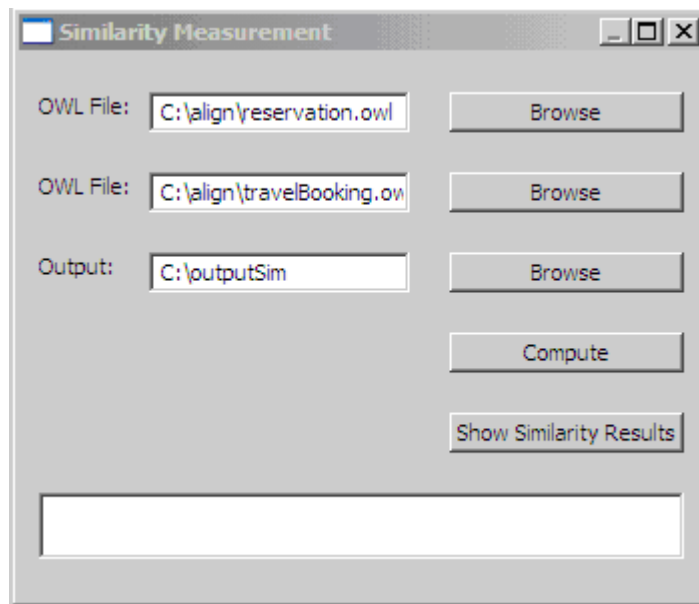 Similarity Measurement
OWL File: C:\align\reservation.owl Browse
OWL File: C:\align\travelBooking.ow Browse
Output: C:\outputSim Browse
Compute
Show Similarity Results